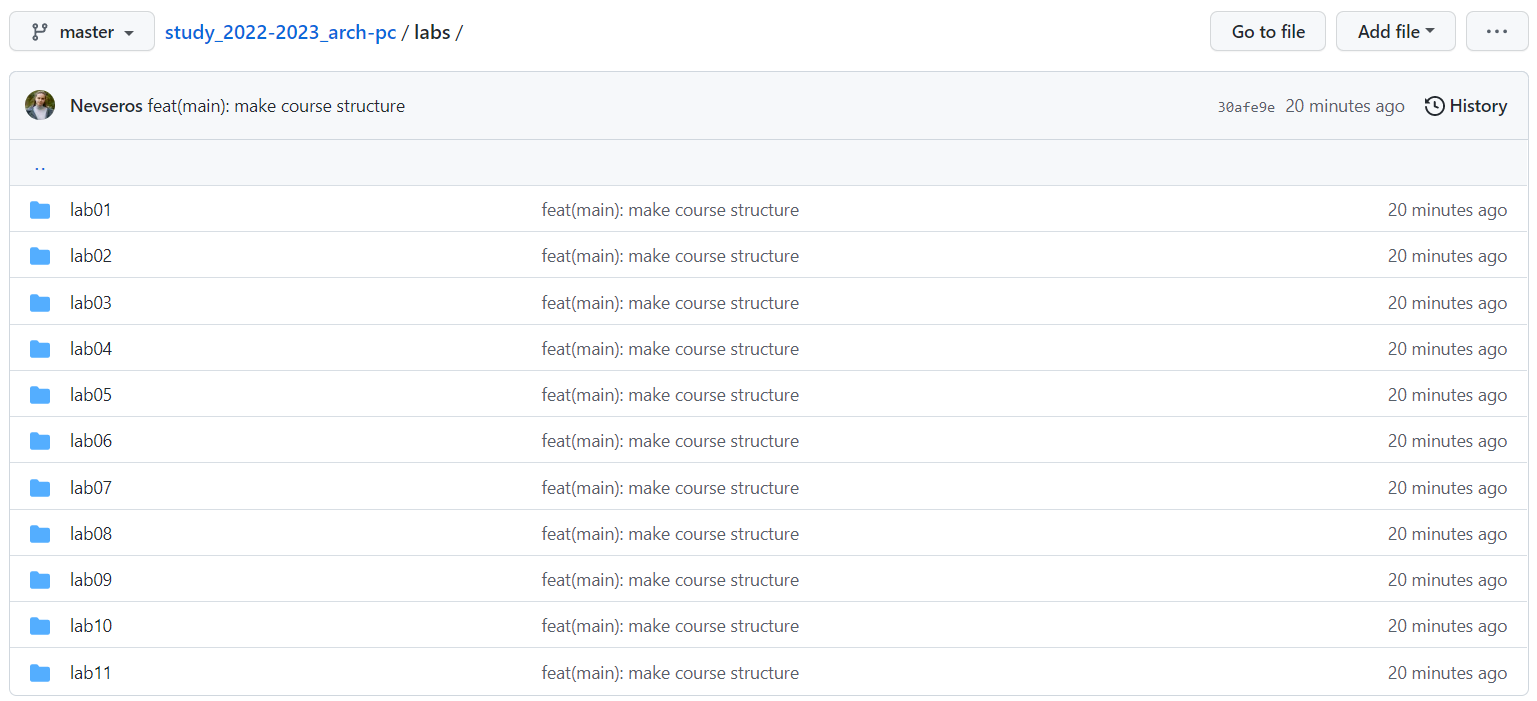 master study_2022-2023_arch-pc / labs / Go to file Add file ...
Nevseros feat(main): make course structure 30afe9e 20 minutes ago History
..
lab01 feat(main): make course structure 20 minutes ago
lab02 feat(main): make course structure 20 minutes ago
lab03 feat(main): make course structure 20 minutes ago
lab04 feat(main): make course structure 20 minutes ago
lab05 feat(main): make course structure 20 minutes ago
lab06 feat(main): make course structure 20 minutes ago
lab07 feat(main): make course structure 20 minutes ago
lab08 feat(main): make course structure 20 minutes ago
lab09 feat(main): make course structure 20 minutes ago
lab10 feat(main): make course structure 20 minutes ago
lab11 feat(main): make course structure 20 minutes ago